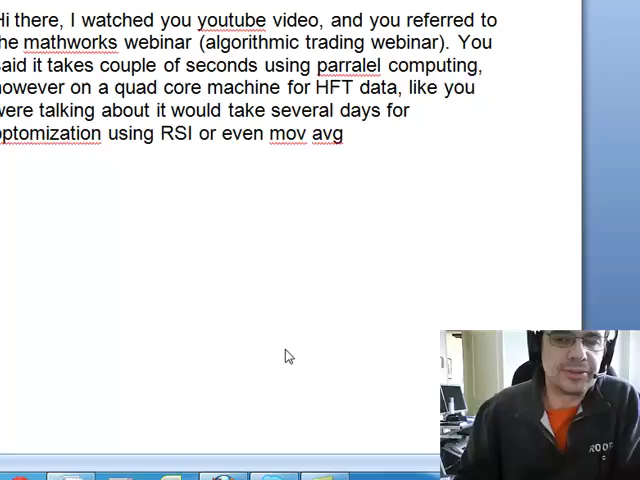 Hi there, I watched you youtube video, and you referred to
the mathworks webinar (algorithmic trading webinar). You
said it takes couple of seconds using parralel computing,
however on a quad core machine for HFT data, like you
were talking about it would take several days for
optomization using RSI or even mov avg
ROOTS